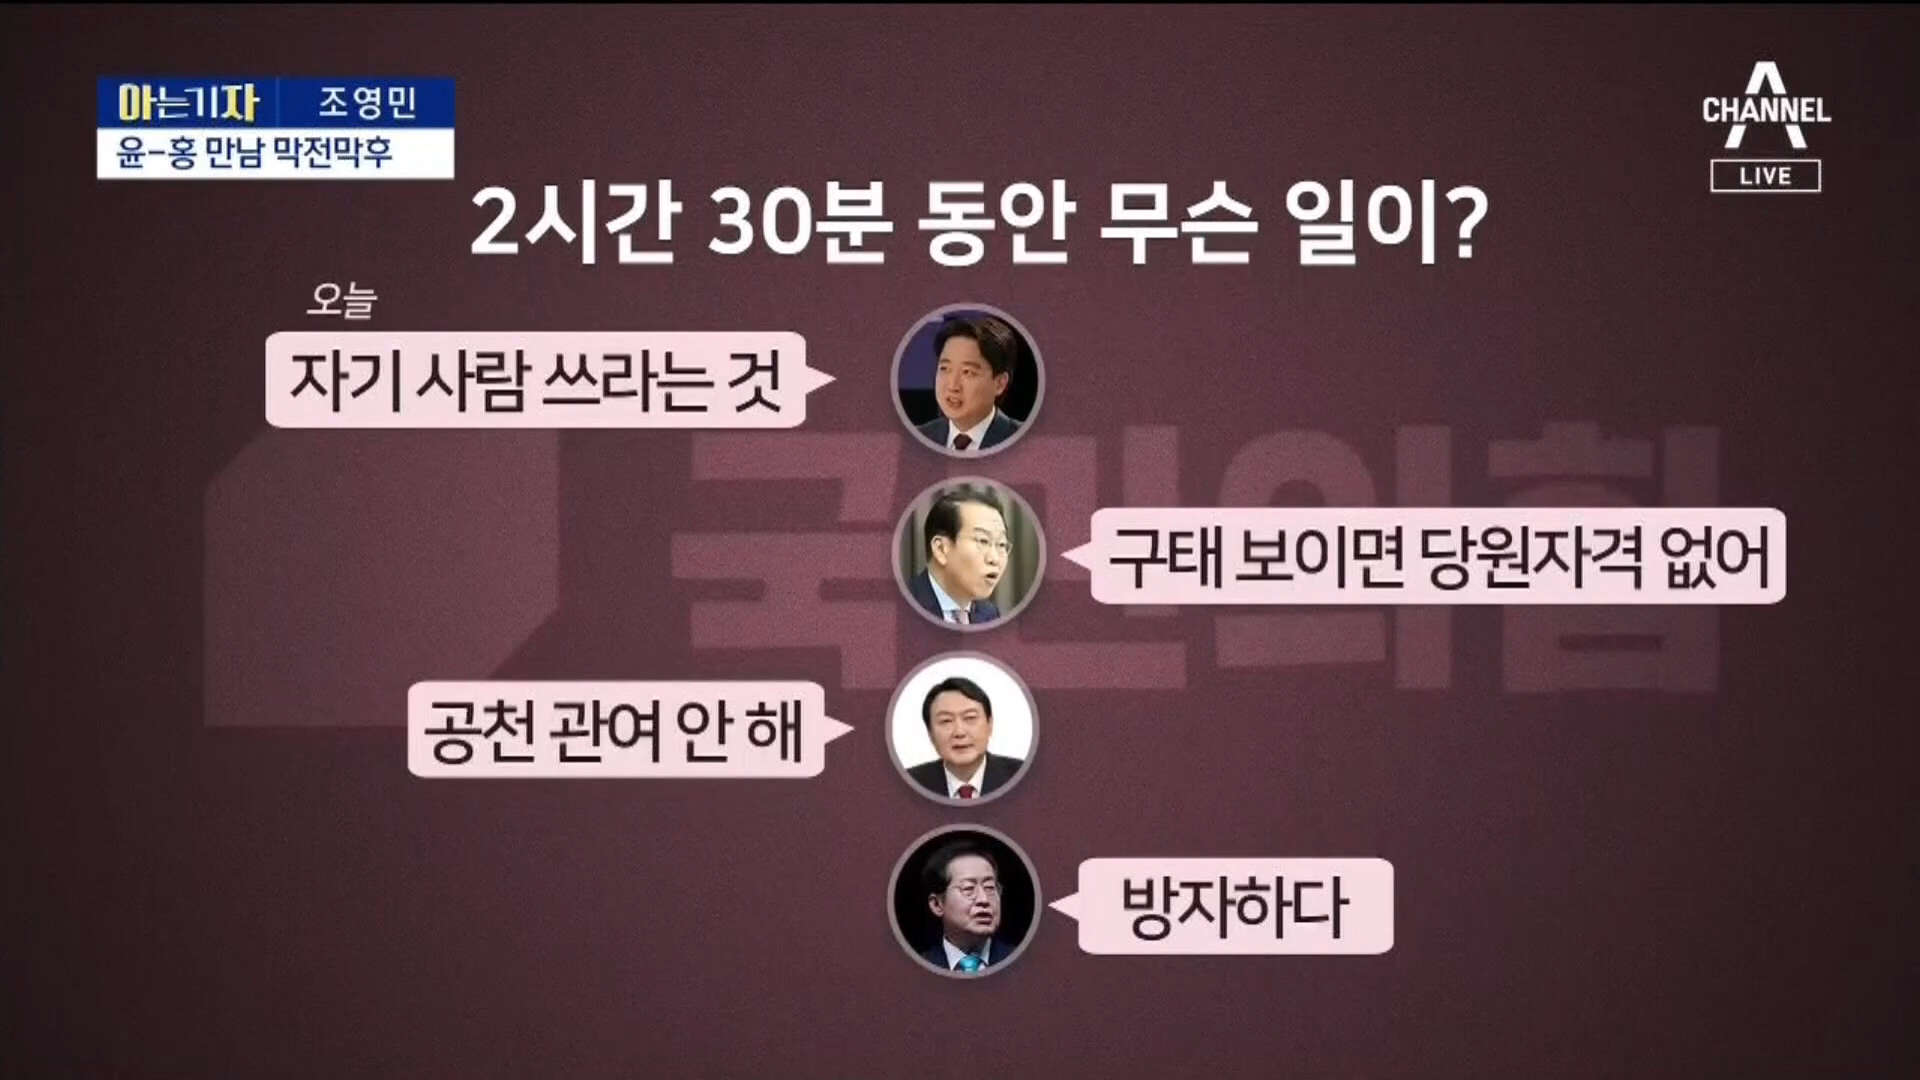 아는기자 조영민
윤-홍 만남 막전막후
CHANNEL A
LIVE
2시간 30분 동안 무슨 일이?
오늘
자기 사람 쓰라는 것
국민의힘
구태 보이면 당원자격 없어
공천 관여 안 해
방자하다